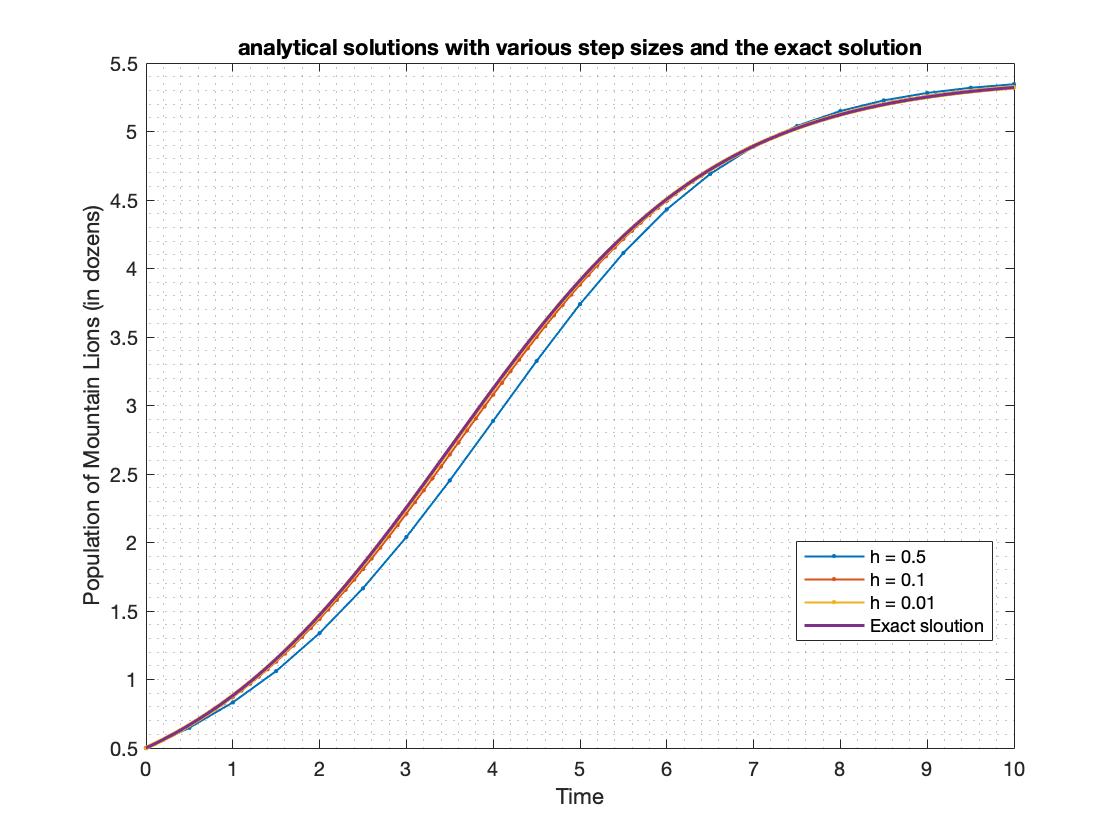 analytical solutions with various step sizes and the exact solution
5.5
5
4.5
4
3.5
3
2.5
2
1.5
1
0.5
Population of Mountain Lions (in dozens)
h = 0.5
h = 0.1
h = 0.01
Exact sloution
0 1 2 3 4 5 6 7 8 9 10
Time